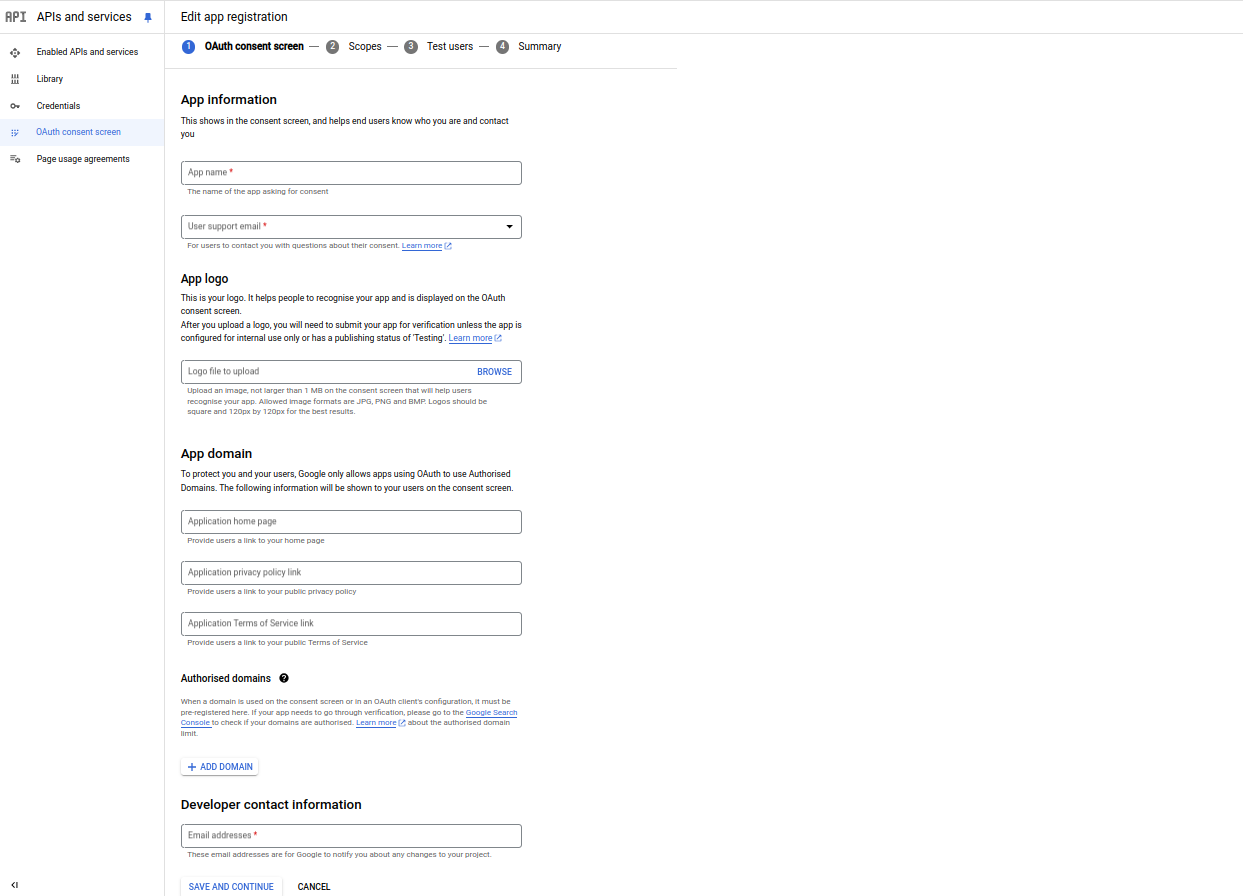 API APIs and services
Edit app registration
Enabled APIs and services
Library
Credentials
OAuth consent screen
Page usage agreements
1 OAuth consent screen — 2 Scopes — 3 Test users — 4 Summary
App information
This shows in the consent screen, and helps end users know who you are and contact
you
App name *
The name of the app asking for consent
User support email *
For users to contact you with questions about their consent. Learn more
App logo
This is your logo. It helps people to recognise your app and is displayed on the OAuth
consent screen.
After you upload a logo, you will need to submit your app for verification unless the app is
configured for internal use only or has a publishing status of 'Testing'. Learn more
Logo file to upload BROWSE
Upload an image, not larger than 1 MB on the consent screen that will help users
recognise your app. Allowed image formats are JPG, PNG and BMP. Logos should be
square and 120px by 120px for the best results.
App domain
To protect you and your users, Google only allows apps using OAuth to use Authorised
Domains. The following information will be shown to your users on the consent screen.
Application home page
Provide users a link to your home page
Application privacy policy link
Provide users a link to your public privacy policy
Application Terms of Service link
Provide users a link to your public Terms of Service
Authorised domains ?
When a domain is used on the consent screen or in an OAuth client's configuration, it must be
pre-registered here. If your app needs to go through verification, please go to the Google Search
Console to check if your domains are authorised. Learn more about the authorised domain
limit.
+ ADD DOMAIN
Developer contact information
Email addresses *
These email addresses are for Google to notify you about any changes to your project.
SAVE AND CONTINUE CANCEL